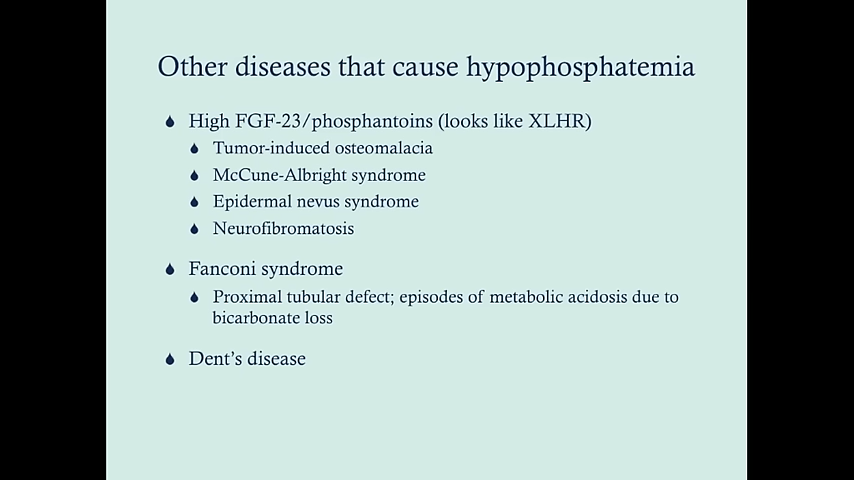 Other diseases that cause hypophosphatemia
High FGF-23/phosphantoins (looks like XLHR)
Tumor-induced osteomalacia
McCune-Albright syndrome
Epidermal nevus syndrome
Neurofibromatosis
Fanconi syndrome
Proximal tubular defect; episodes of metabolic acidosis due to
bicarbonate loss
Dent's disease